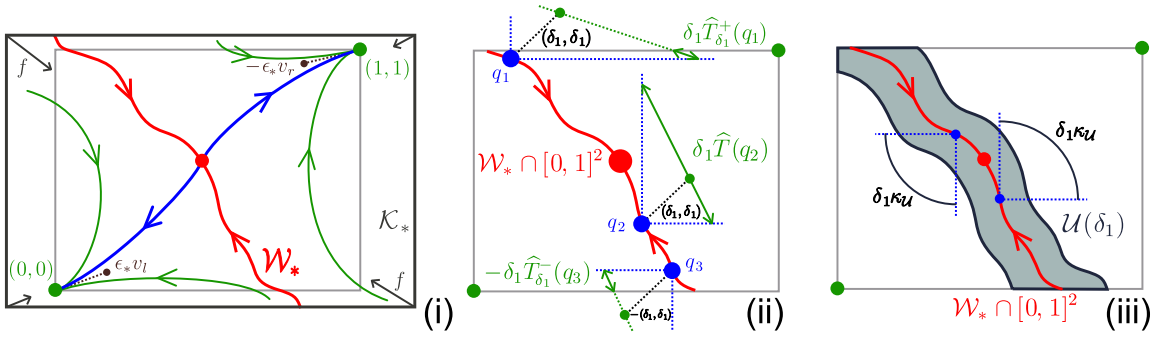 f
−ϵ∗vr
(1, 1)
𝒦∗
(0, 0)
ϵ∗vl
𝒲∗
f
(i)
q1
(δ1, δ1)
δ1T̂⁺δ1(q1)
𝒲∗ ∩ [0, 1]²
δ1T̂(q2)
q2
(δ1, δ1)
q3
−δ1T̂⁻δ1(q3)
−(δ1, δ1)
(ii)
δ1κ𝒰
δ1κ𝒰
𝒰(δ1)
𝒲∗ ∩ [0, 1]²
(iii)